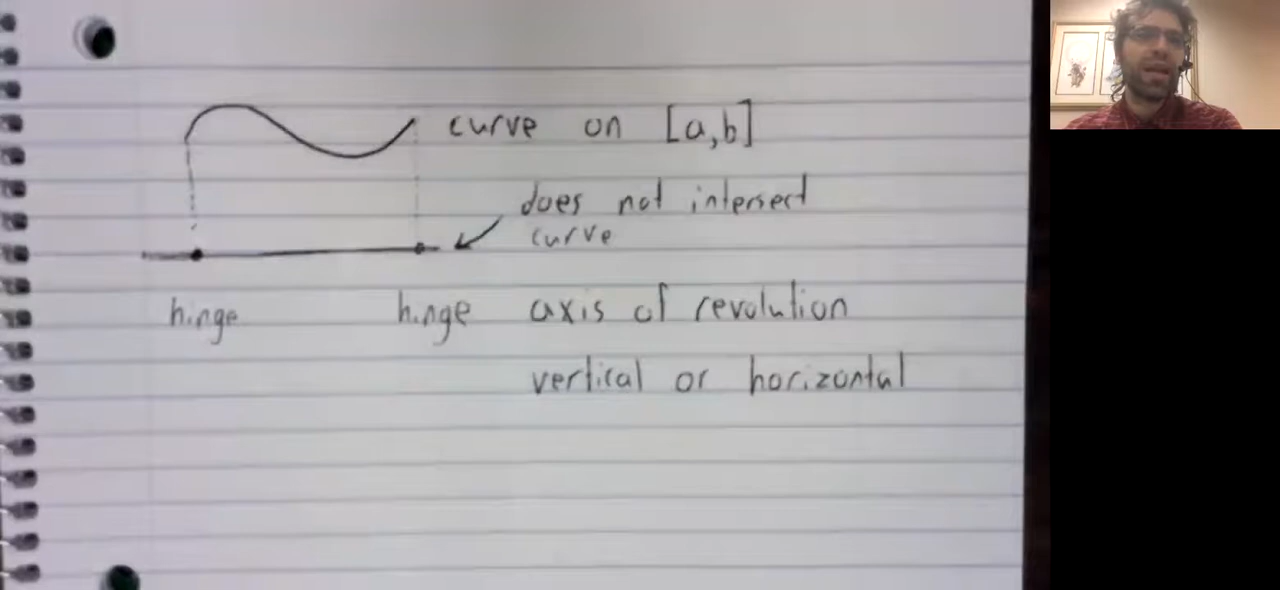 curve on [a,b]
does not intersect
curve
hinge hinge axis of revolution
vertical or horizontal